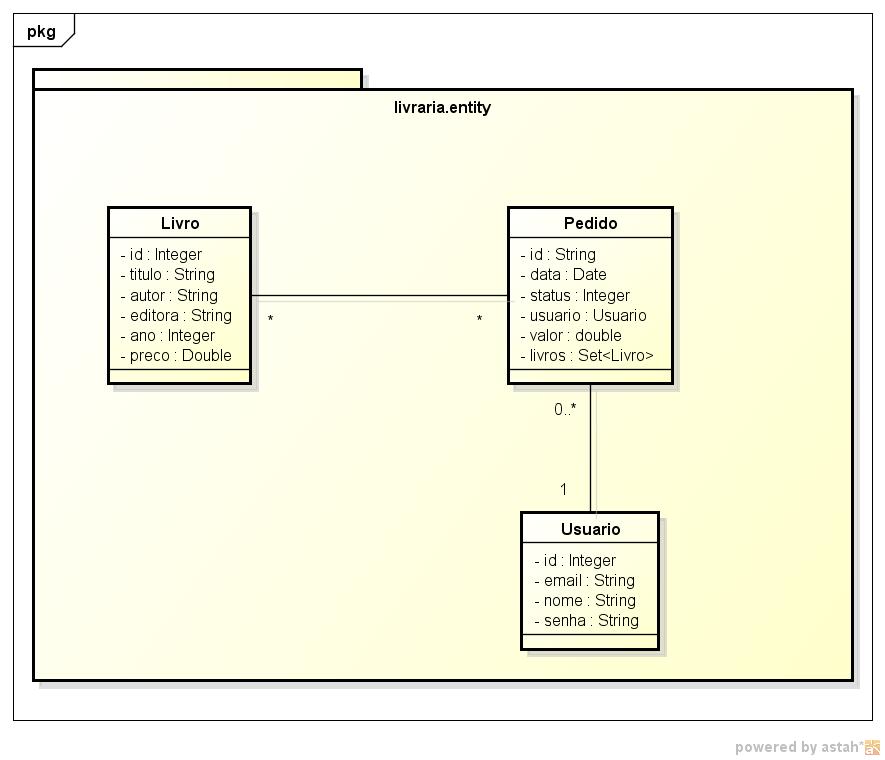 pkg
livraria.entity
Livro
- id : Integer
- titulo : String
- autor : String
- editora : String
- ano : Integer
- preco : Double
*
*
Pedido
- id : String
- data : Date
- status : Integer
- usuario : Usuario
- valor : double
- livros : Set<Livro>
0..*
1
Usuario
- id : Integer
- email : String
- nome : String
- senha : String
powered by astah*